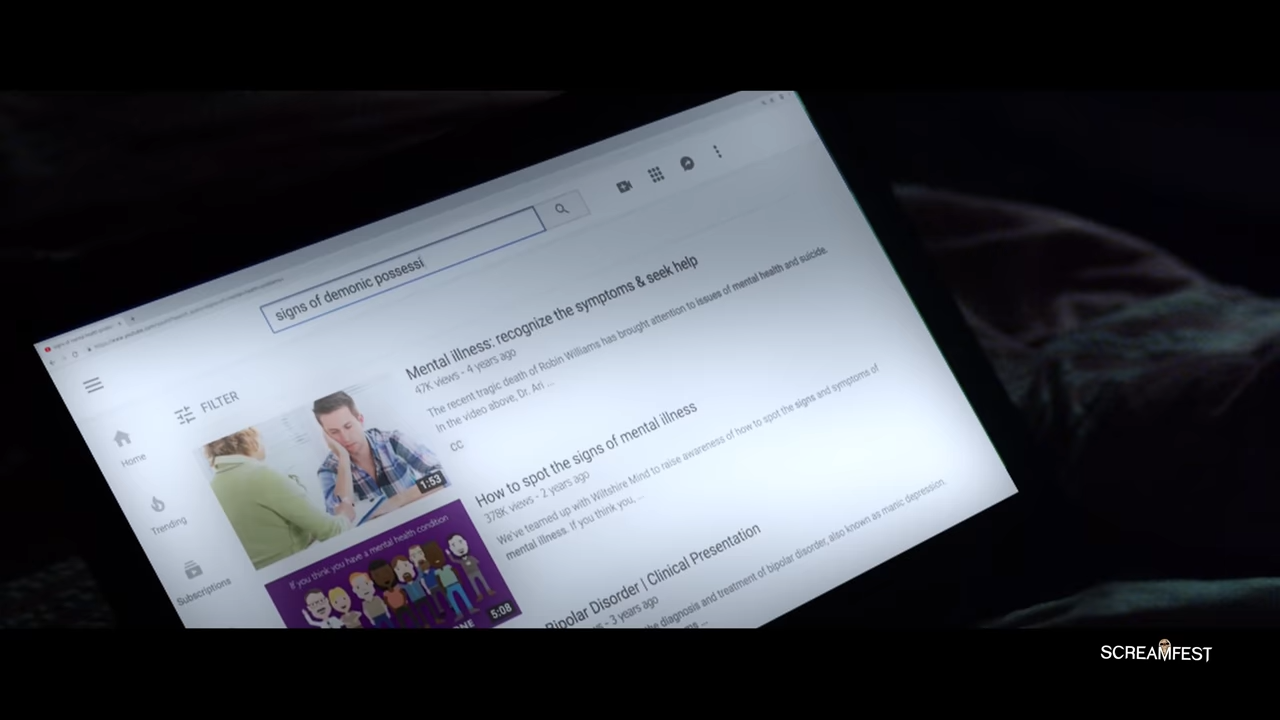 signs of demonic possessi
FILTER
Home
Trending
Subscriptions
Mental illness: recognize the symptoms & seek help
47K views - 4 years ago
The recent tragic death of Robin Williams has brought attention to issues of mental health and suicide.
In the video above, Dr. Ari ...
CC
1:53
How to spot the signs of mental illness
378K views - 2 years ago
We've teamed up with Wiltshire Mind to raise awareness of how to spot the signs and symptoms of
mental illness. If you think you, ...
If you think you have a mental health condition
5:08
Bipolar Disorder | Clinical Presentation
3 years ago
the diagnosis and treatment of bipolar disorder, also known as manic depression.
SCREAMFEST